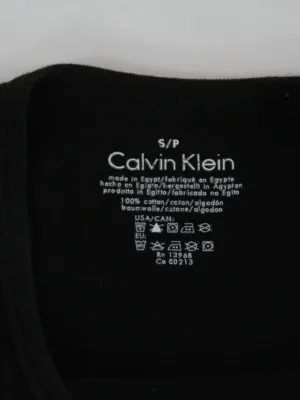 S/P
Calvin Klein
made in Egypt/fabriqué en Egypte
hecho en Egipto/hergestellt in Ägypten
prodotto in Egitto/fabricado no Egito
100% cotton/coton/algodón
baumwolle/cotone/algodao
USA/CAN:
EU:
Rn 13968
Ca 00213